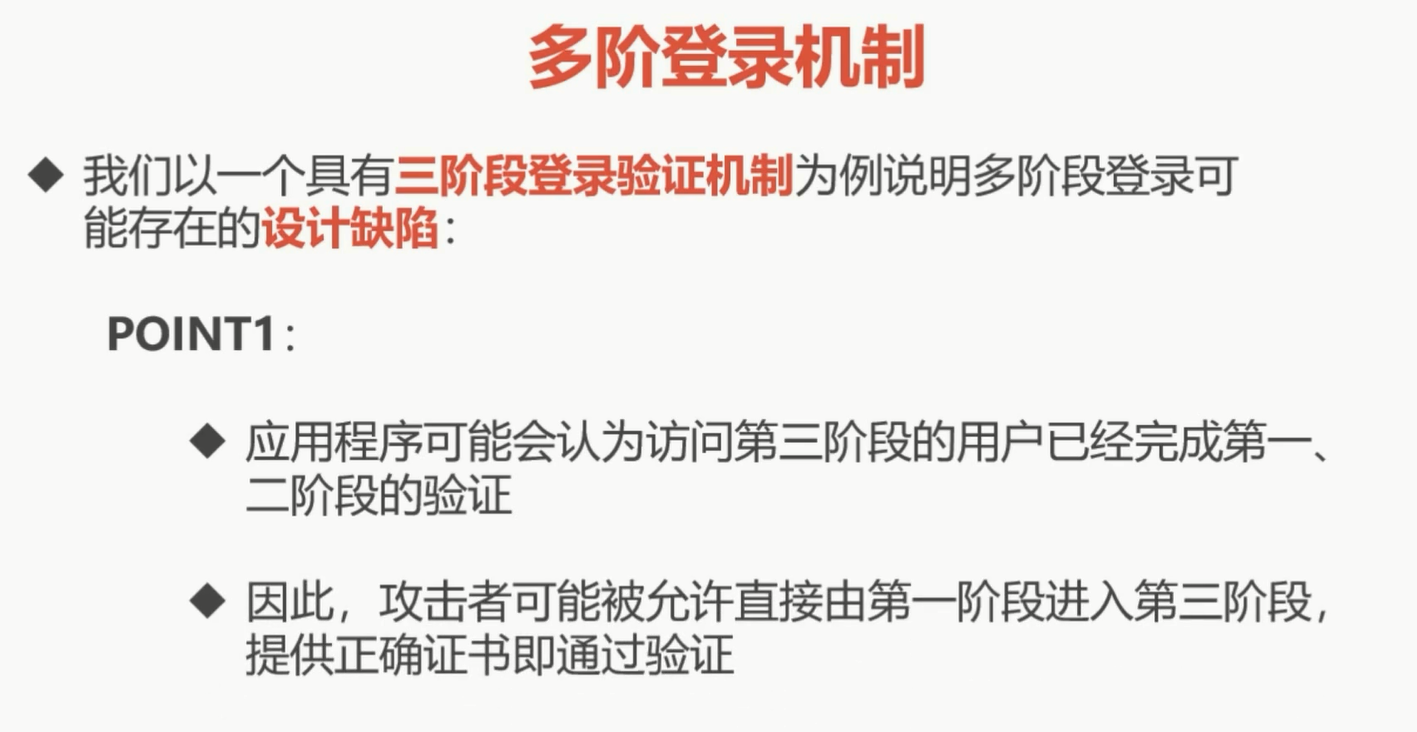 多阶登录机制
◆ 我们以一个具有三阶段登录验证机制为例说明多阶段登录可
能存在的设计缺陷：
POINT1：
◆ 应用程序可能会认为访问第三阶段的用户已经完成第一、
二阶段的验证
◆ 因此，攻击者可能被允许直接由第一阶段进入第三阶段，
提供正确证书即通过验证